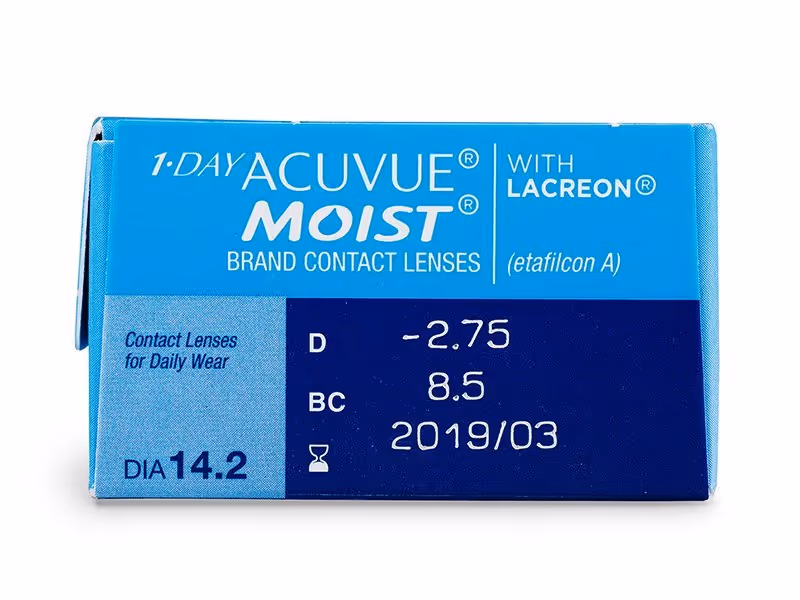 1·DAY ACUVUE®
MOIST®
BRAND CONTACT LENSES
WITH
LACREON®
(etafilcon A)
Contact Lenses
for Daily Wear
DIA 14.2
D -2.75
BC 8.5
2019/03